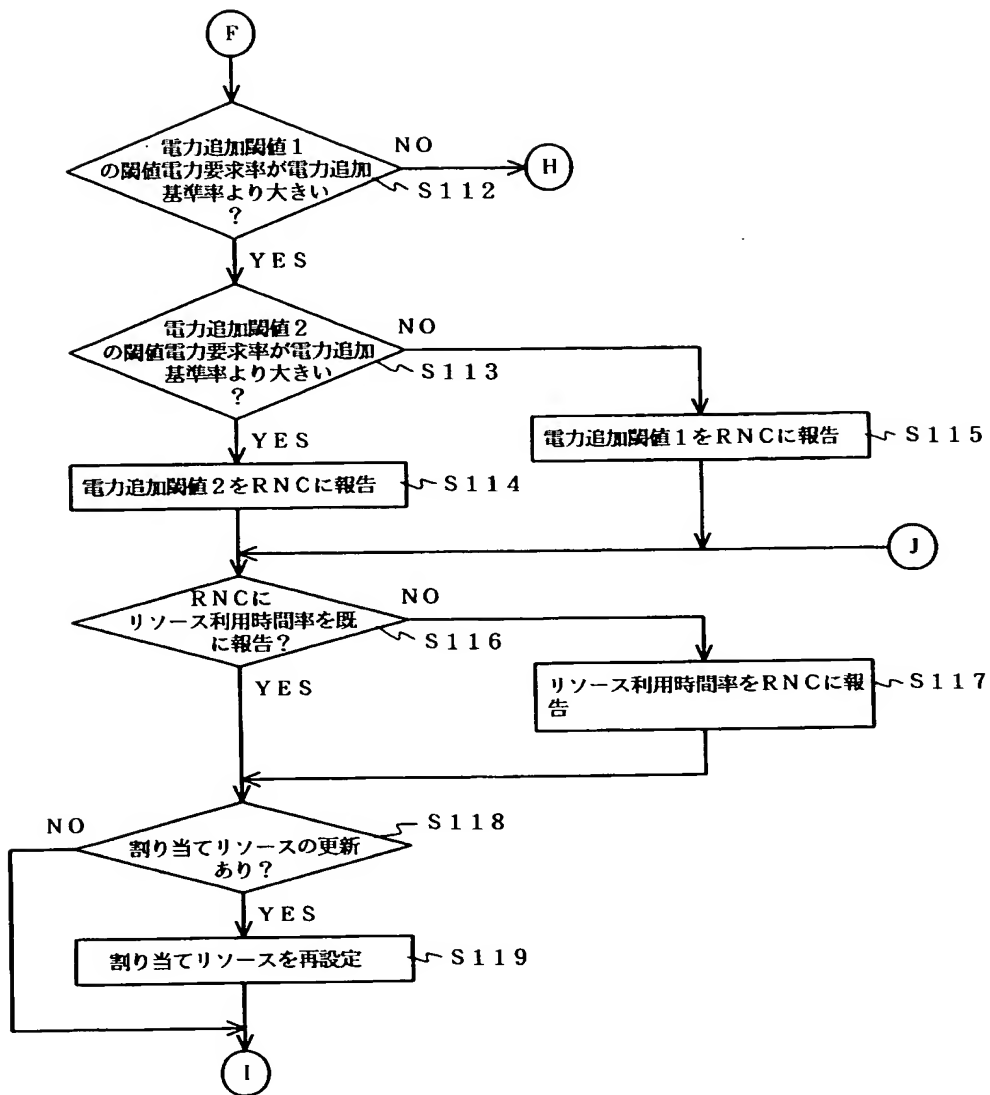 F
電力追加閾値1
の閾値電力要求率が電力追加
基準率より大きい
?
NO
H
S112
YES
電力追加閾値2
の閾値電力要求率が電力追加
基準率より大きい
?
NO
S113
YES
電力追加閾値1をRNCに報告
S115
電力追加閾値2をRNCに報告
S114
J
RNCに
リソース利用時間率を既
に報告?
NO
S116
YES
リソース利用時間率をRNCに報
告
S117
NO
S118
割り当てリソースの更新
あり?
YES
割り当てリソースを再設定
S119
I